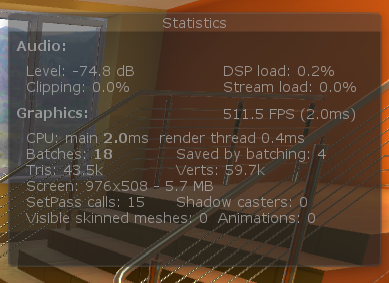 Statistics
Audio:
Level: -74.8 dB DSP load: 0.2%
Clipping: 0.0% Stream load: 0.0%
Graphics: 511.5 FPS (2.0ms)
CPU: main 2.0ms render thread 0.4ms
Batches: 18 Saved by batching: 4
Tris: 43.5k Verts: 59.7k
Screen: 976x508 - 5.7 MB
SetPass calls: 15 Shadow casters: 0
Visible skinned meshes: 0 Animations: 0